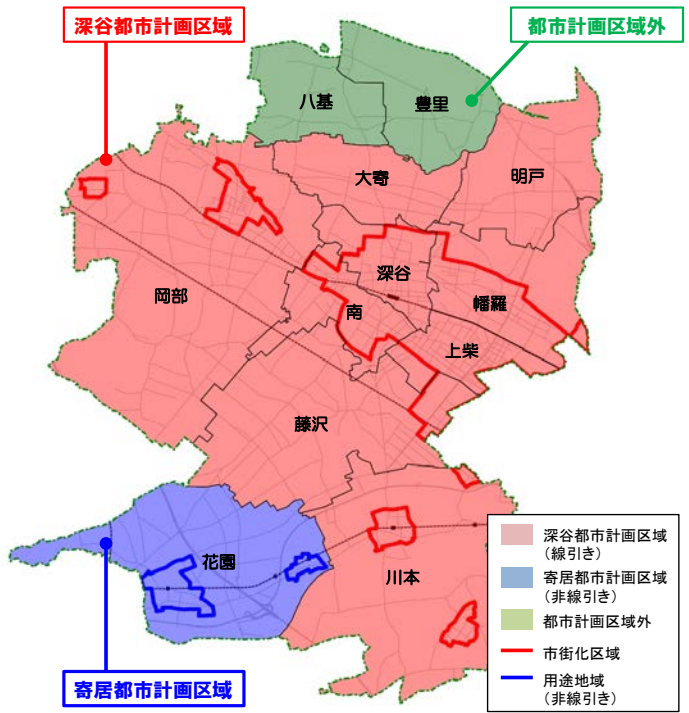 深谷都市計画区域
都市計画区域外
八基
豊里
大寄
明戸
深谷
岡部
幡羅
南
上柴
藤沢
花園
川本
寄居都市計画区域
深谷都市計画区域
(線引き)
寄居都市計画区域
(非線引き)
都市計画区域外
市街化区域
用途地域
(非線引き)